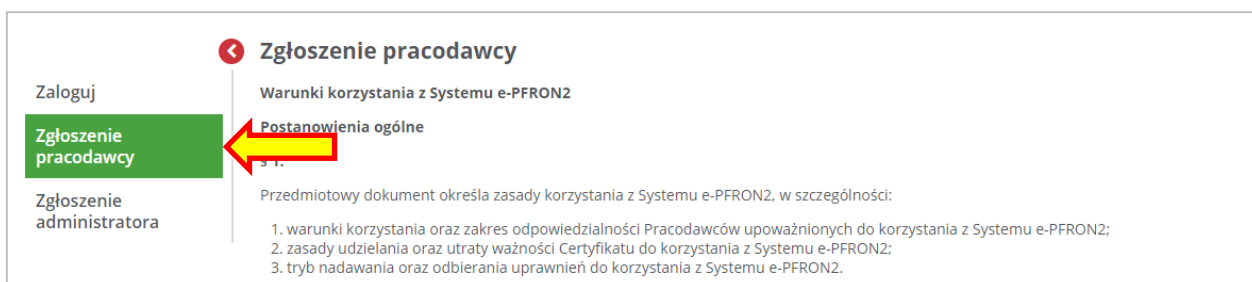 Zgłoszenie pracodawcy
Zaloguj
Zgłoszenie
pracodawcy
Zgłoszenie
administratora
Warunki korzystania z Systemu e-PFRON2
Postanowienia ogólne
§ 1.
Przedmiotowy dokument określa zasady korzystania z Systemu e-PFRON2, w szczególności:
1. warunki korzystania oraz zakres odpowiedzialności Pracodawców upoważnionych do korzystania z Systemu e-PFRON2;
2. zasady udzielania oraz utraty ważności Certyfikatu do korzystania z Systemu e-PFRON2;
3. tryb nadawania oraz odbierania uprawnień do korzystania z Systemu e-PFRON2.